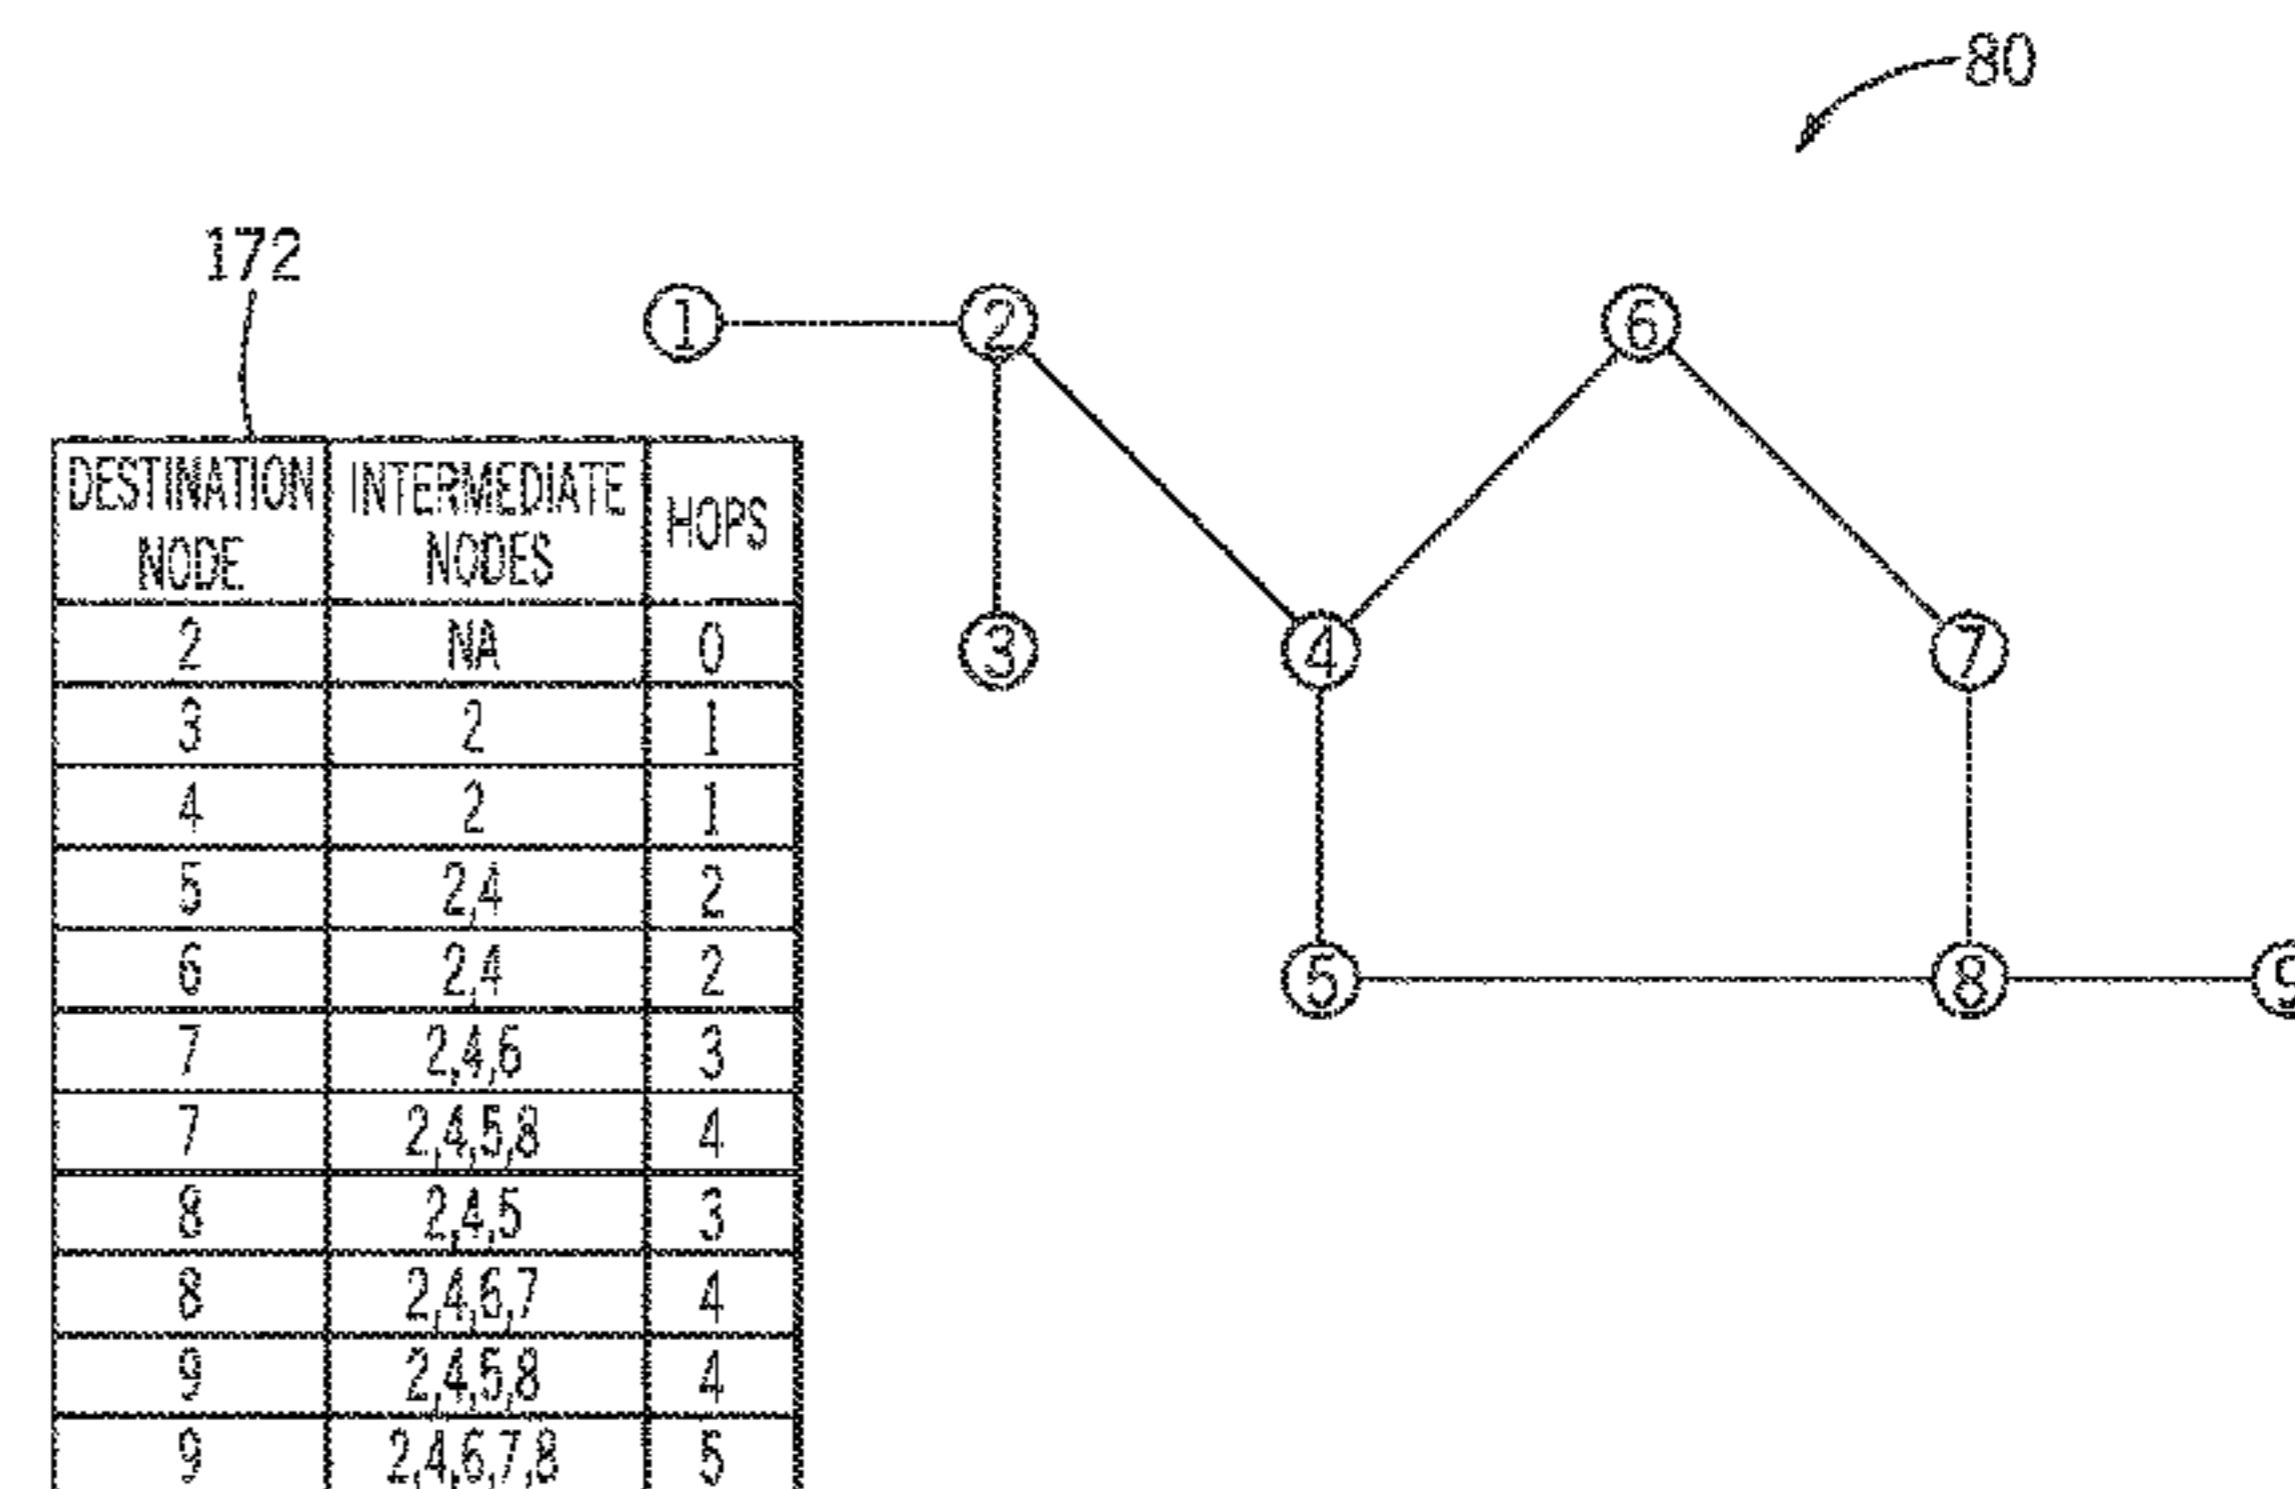 80
172
1 2 6
DESTINATION NODE INTERMEDIATE NODES HOPS
2 NA 0
3 4 7
3 2 1
4 2 1
5 2,4 2
6 2,4 2
5 8 9
7 2,4,6 3
7 2,4,5,8 4
8 2,4,5 3
8 2,4,6,7 4
9 2,4,5,8 4
9 2,4,6,7,8 5